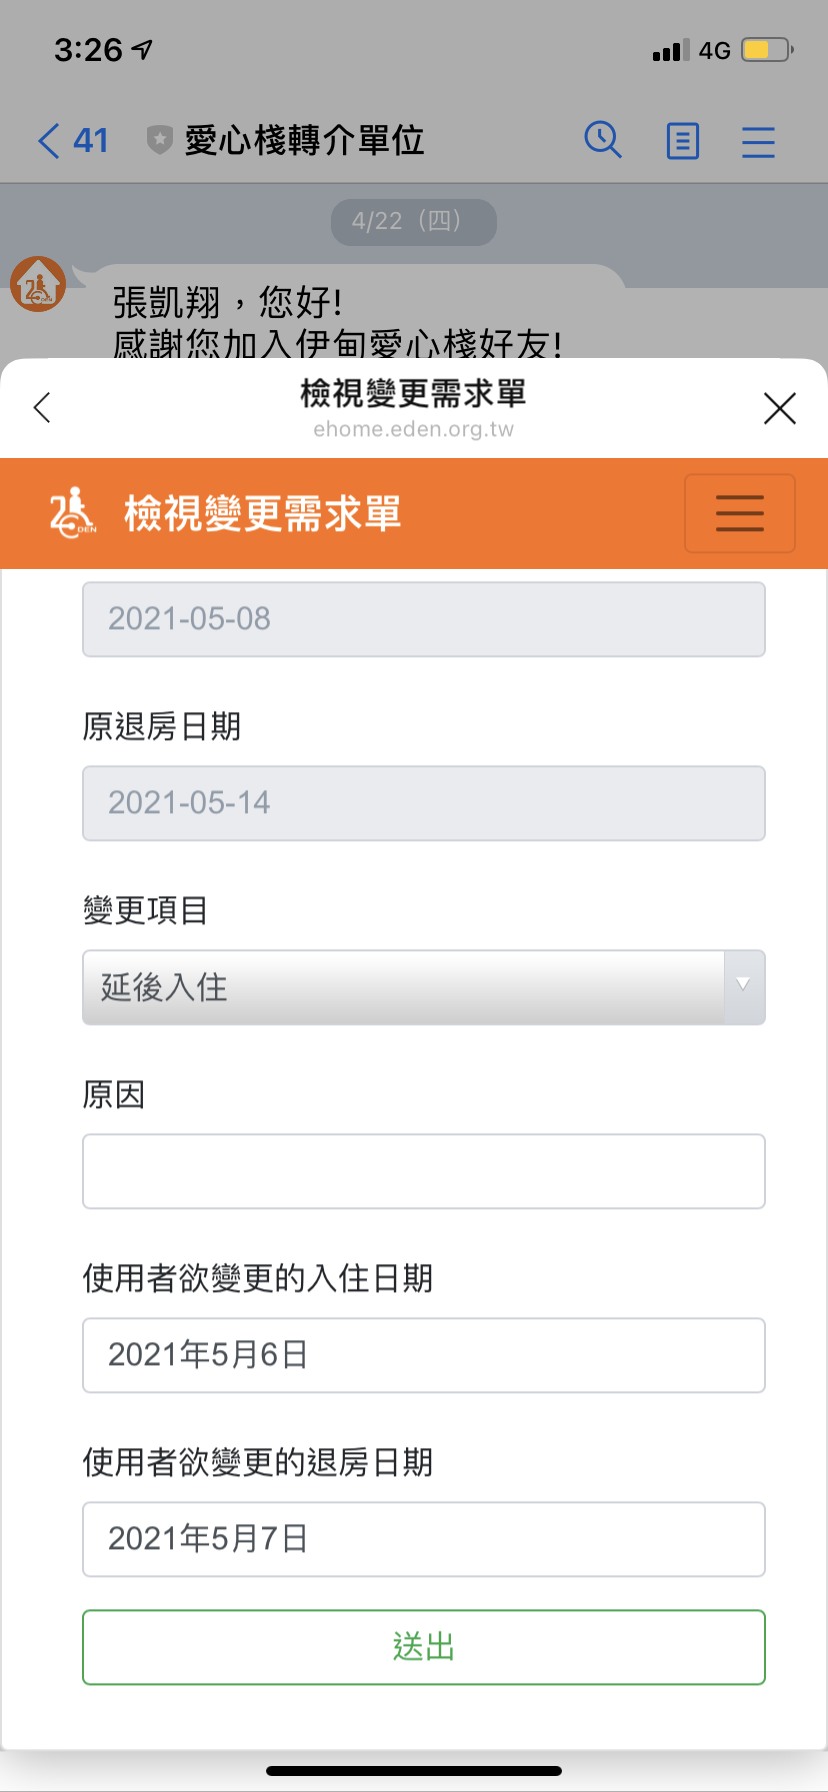 3:26
4G
41
愛心棧轉介單位
4/22（四）
張凱翔，您好!
感謝您加入伊甸愛心棧好友!
檢視變更需求單
ehome.eden.org.tw
EDEN 檢視變更需求單
2021-05-08
原退房日期
2021-05-14
變更項目
延後入住
原因
使用者欲變更的入住日期
2021年5月6日
使用者欲變更的退房日期
2021年5月7日
送出